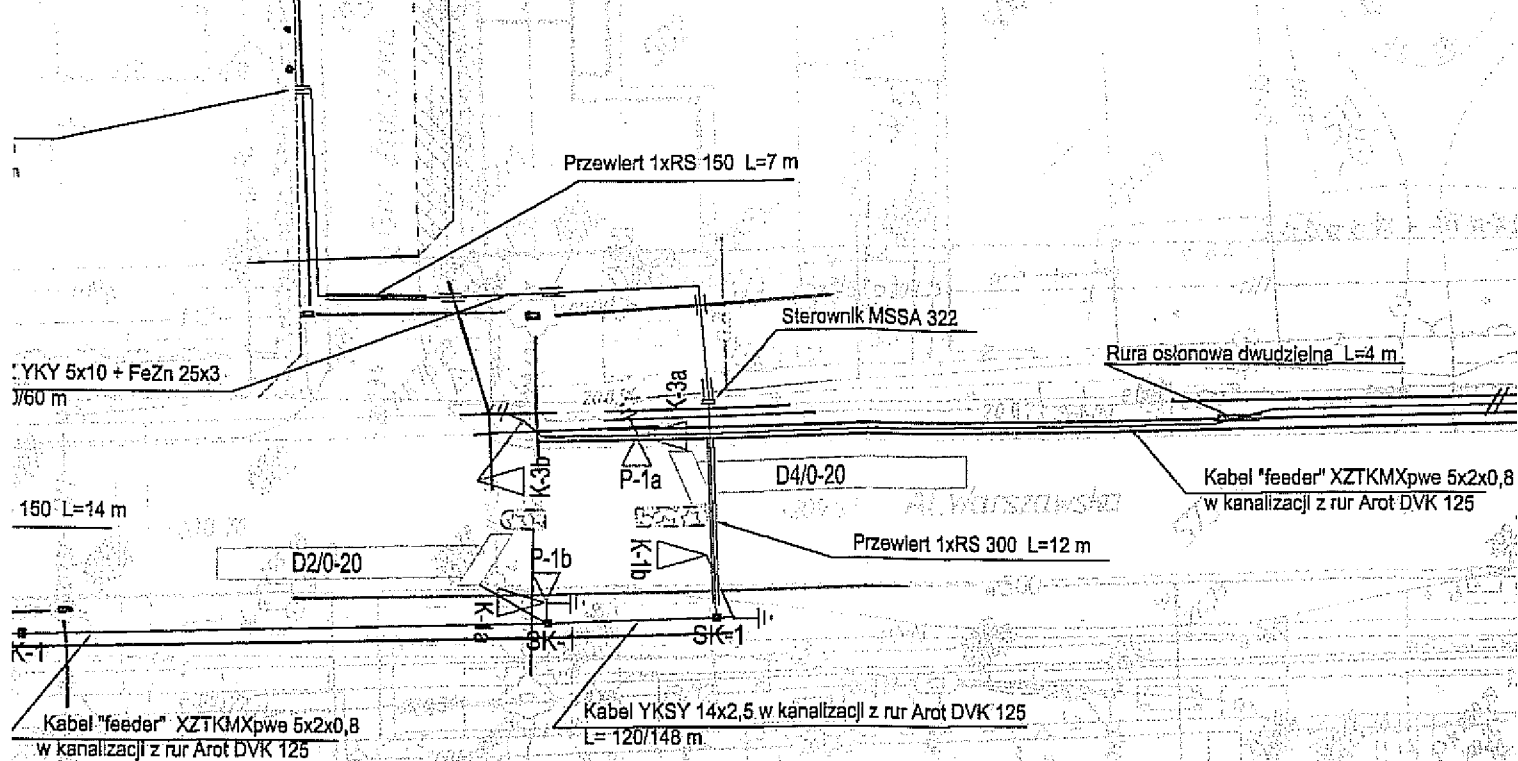 Przewiert 1xRS 150 L=7 m
Sterownik MSSA 322
Rura osłonowa dwudzielna L=4 m
YKY 5x10 + FeZn 25x3
/60 m
K-3a
K-3b
P-1a
D4/0-20
Al. Warszawska
Kabel "feeder" XZTKMXpwe 5x2x0,8
w kanalizacji z rur Arot DVK 125
150 L=14 m
D2/0-20
P-1b
K-1b
Przewiert 1xRS 300 L=12 m
K-1a
SK-1
SK-1
K-1
Kabel "feeder" XZTKMXpwe 5x2x0,8
w kanalizacji z rur Arot DVK 125
Kabel YKSY 14x2,5 w kanalizacji z rur Arot DVK 125
L= 120/148 m